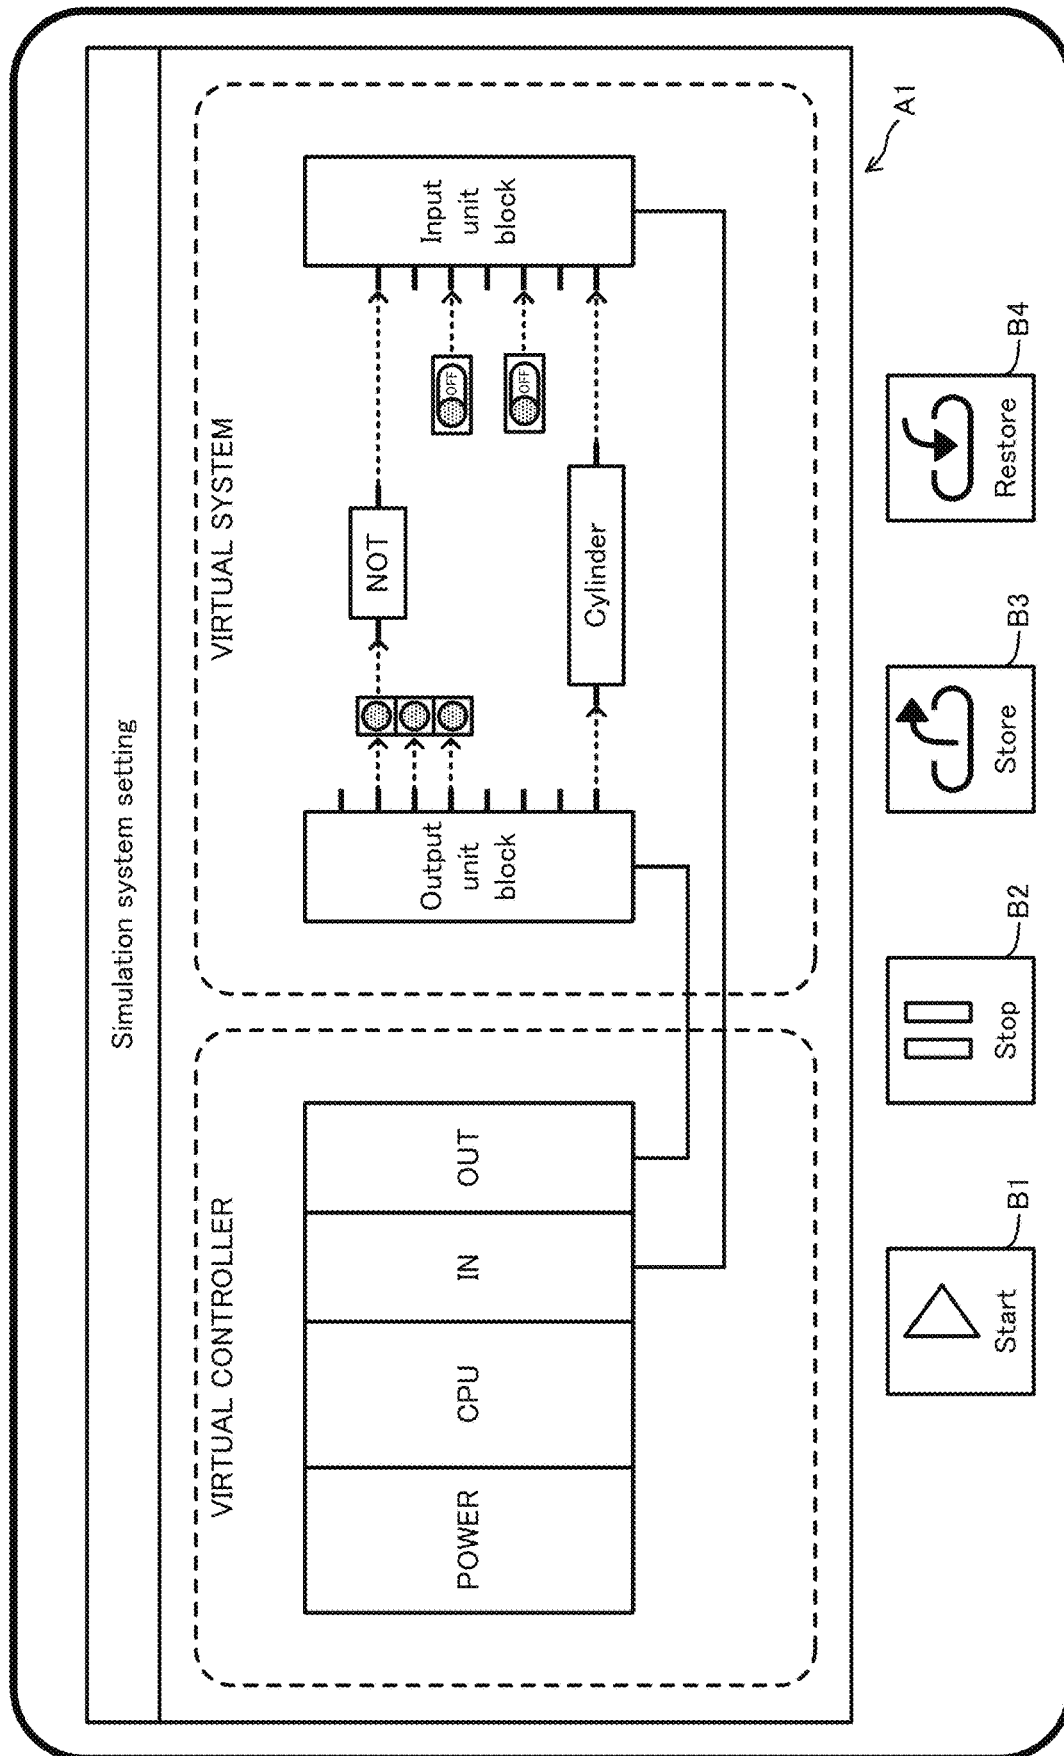 Simulation system setting
VIRTUAL CONTROLLER
POWER
CPU
IN
OUT
VIRTUAL SYSTEM
Output
unit
block
NOT
Cylinder
OFF
OFF
Input
unit
block
A1
Start
B1
Stop
B2
Store
B3
Restore
B4